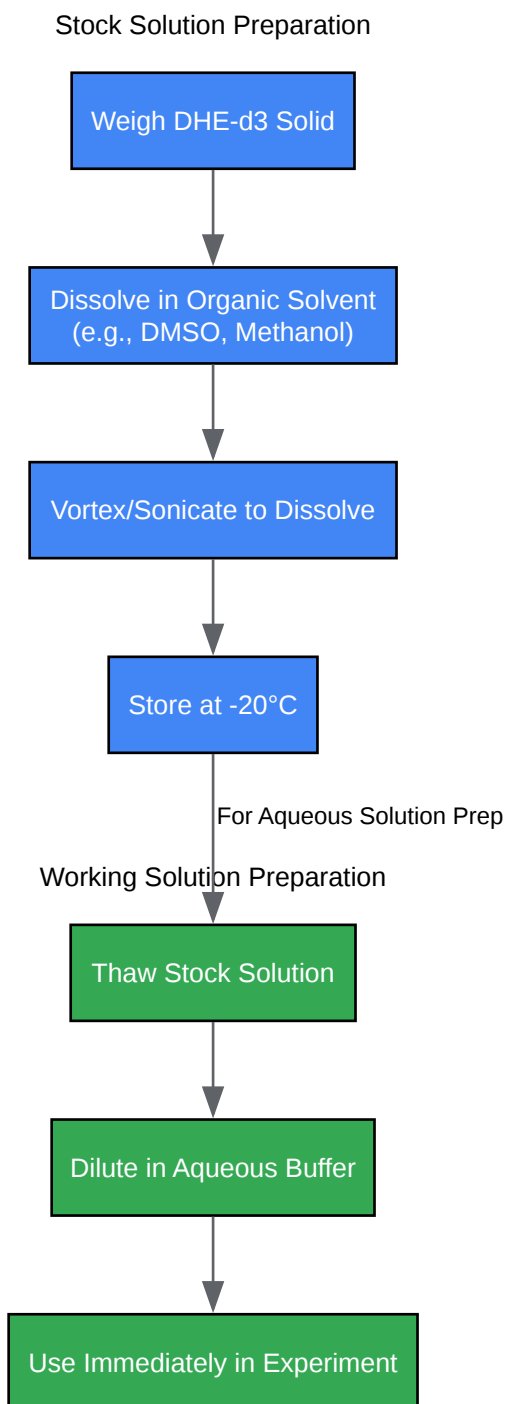 Stock Solution Preparation
Weigh DHE-d3 Solid
Dissolve in Organic Solvent
(e.g., DMSO, Methanol)
Vortex/Sonicate to Dissolve
Store at -20°C
For Aqueous Solution Prep
Working Solution Preparation
Thaw Stock Solution
Dilute in Aqueous Buffer
Use Immediately in Experiment